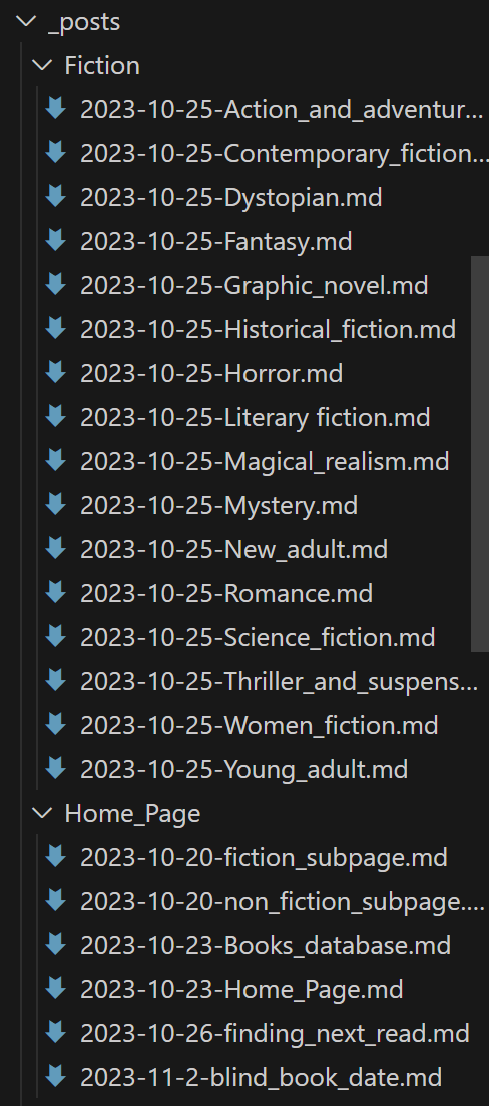 _posts
Fiction
2023-10-25-Action_and_adventur...
2023-10-25-Contemporary_fiction...
2023-10-25-Dystopian.md
2023-10-25-Fantasy.md
2023-10-25-Graphic_novel.md
2023-10-25-Historical_fiction.md
2023-10-25-Horror.md
2023-10-25-Literary fiction.md
2023-10-25-Magical_realism.md
2023-10-25-Mystery.md
2023-10-25-New_adult.md
2023-10-25-Romance.md
2023-10-25-Science_fiction.md
2023-10-25-Thriller_and_suspens...
2023-10-25-Women_fiction.md
2023-10-25-Young_adult.md
Home_Page
2023-10-20-fiction_subpage.md
2023-10-20-non_fiction_subpage....
2023-10-23-Books_database.md
2023-10-23-Home_Page.md
2023-10-26-finding_next_read.md
2023-11-2-blind_book_date.md